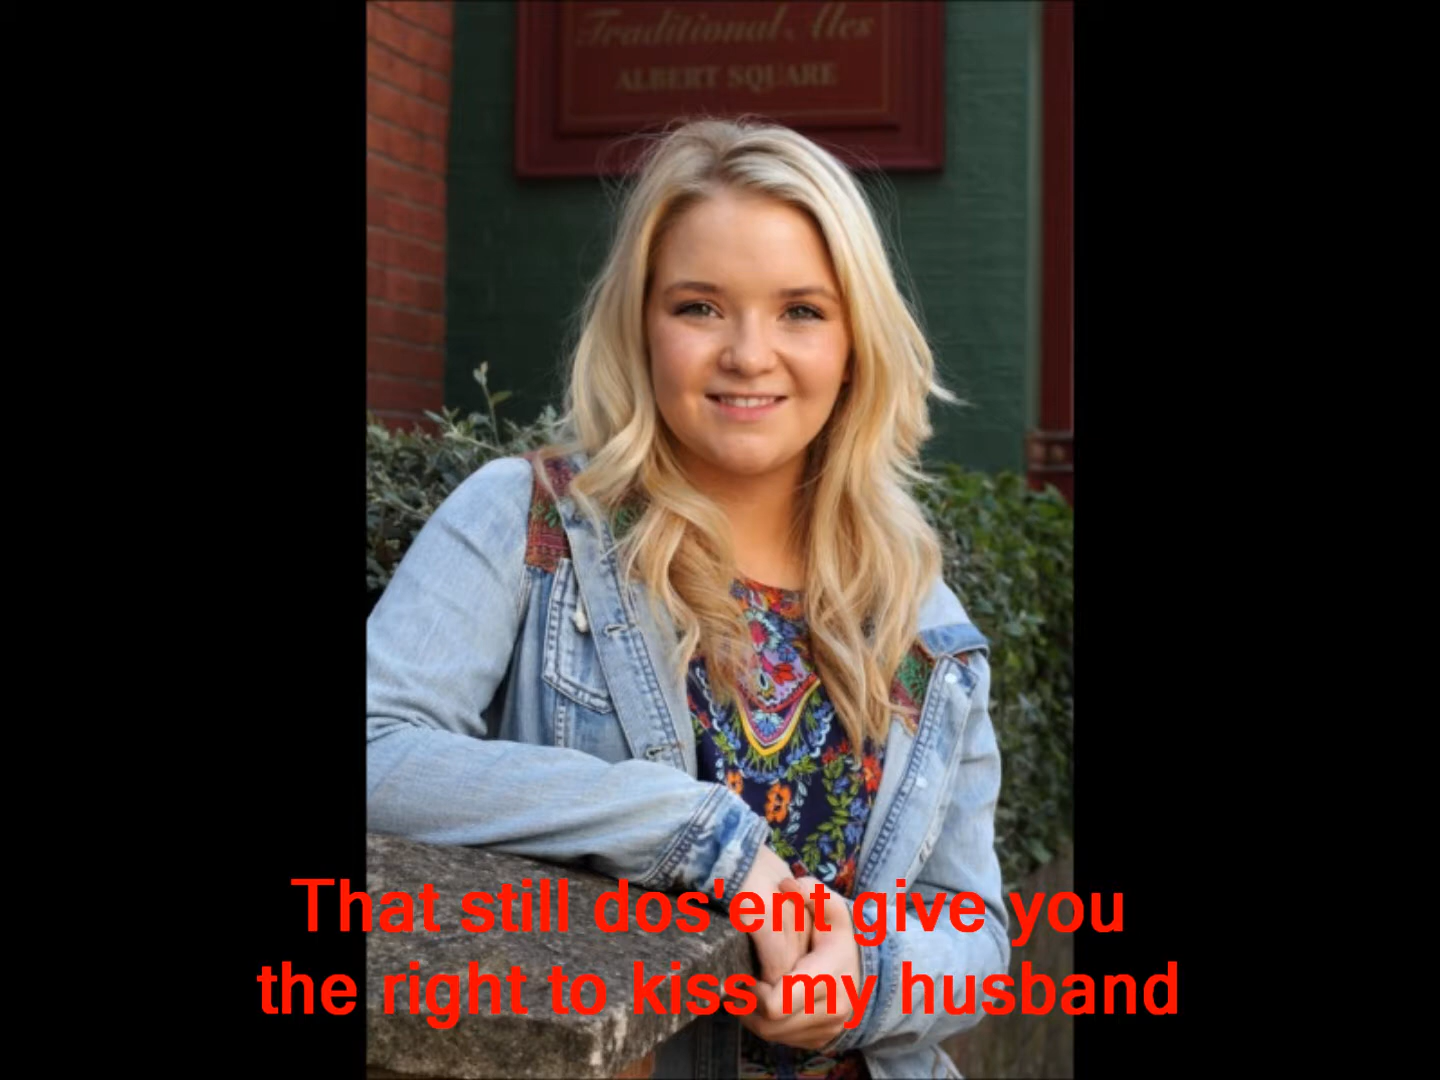 Traditional Ales
ALBERT SQUARE
That still dos'ent give you
the right to kiss my husband